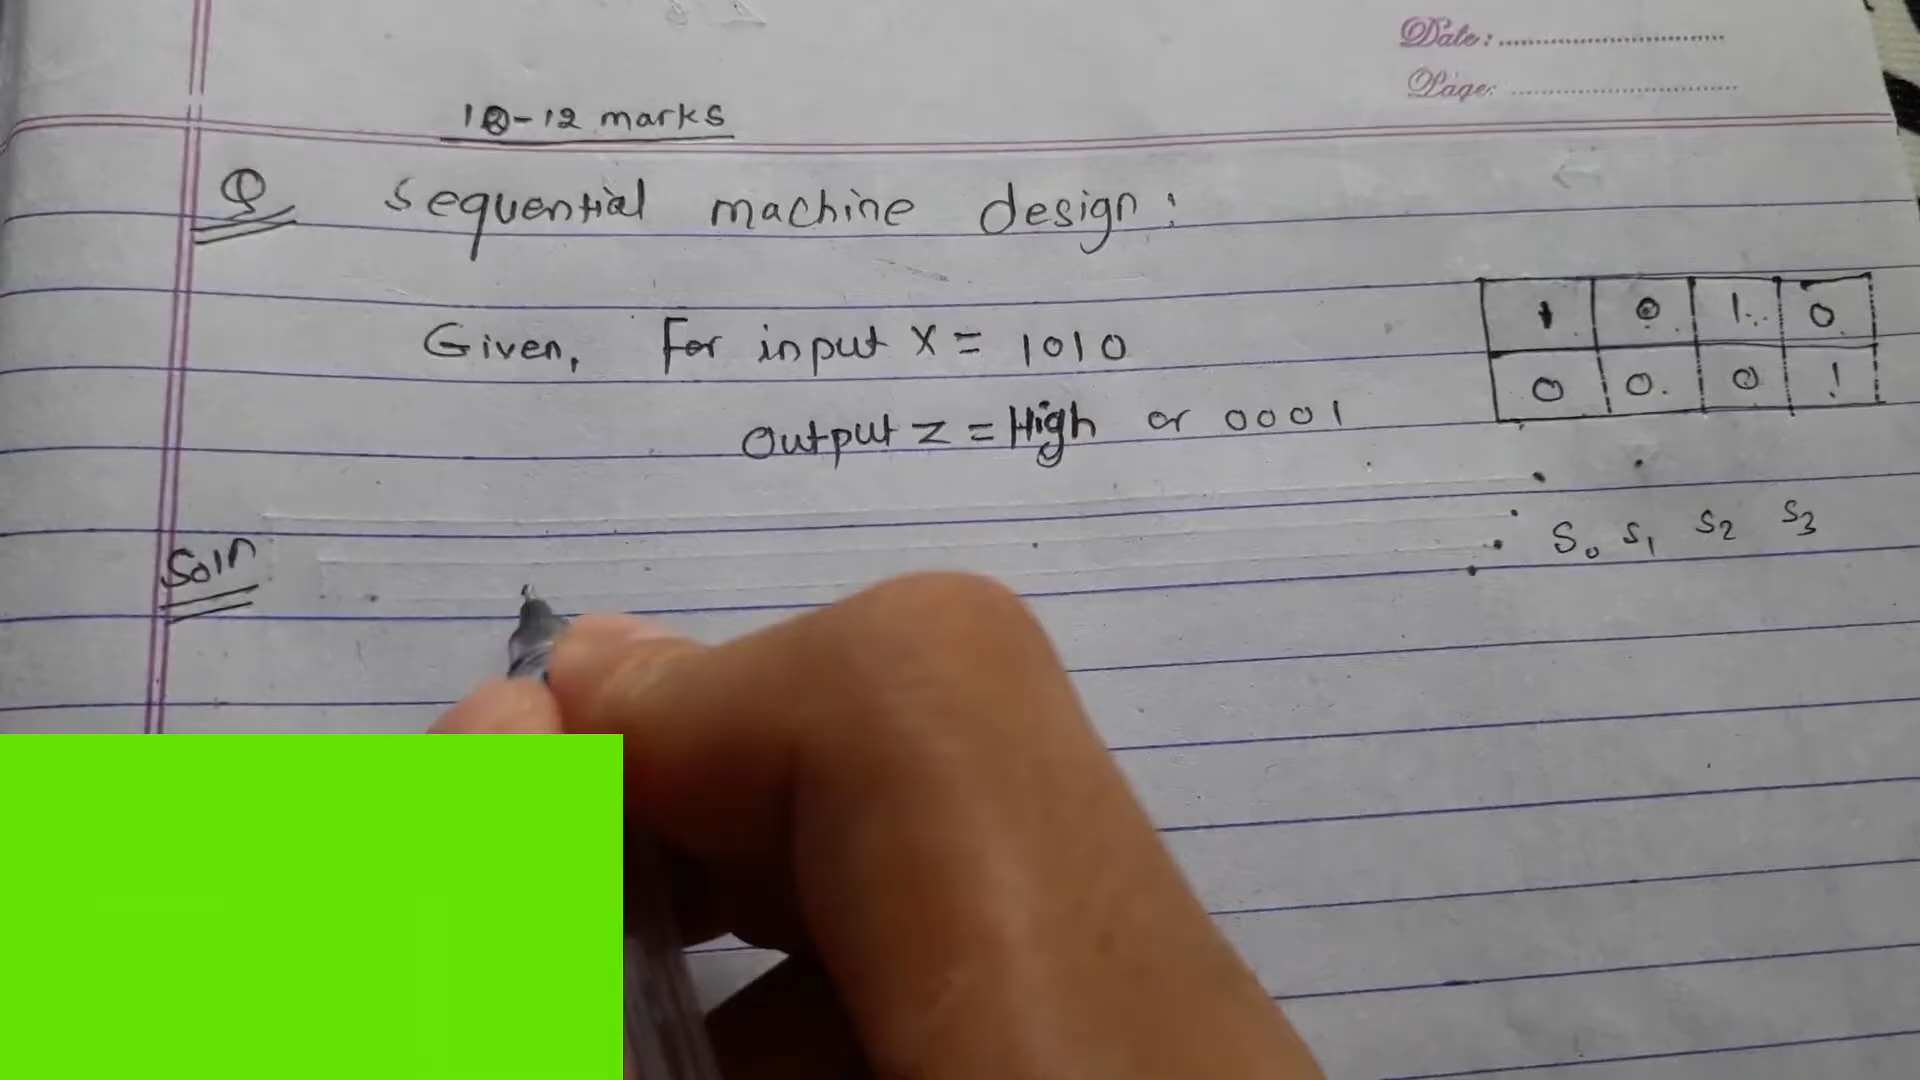 Date:
Page:
10-12 marks
Q Sequential machine design:
Given, For input X = 1010
Output Z = High or 0001
1 0 1 0
0 0 0 1
S0 S1 S2 S3
Soln